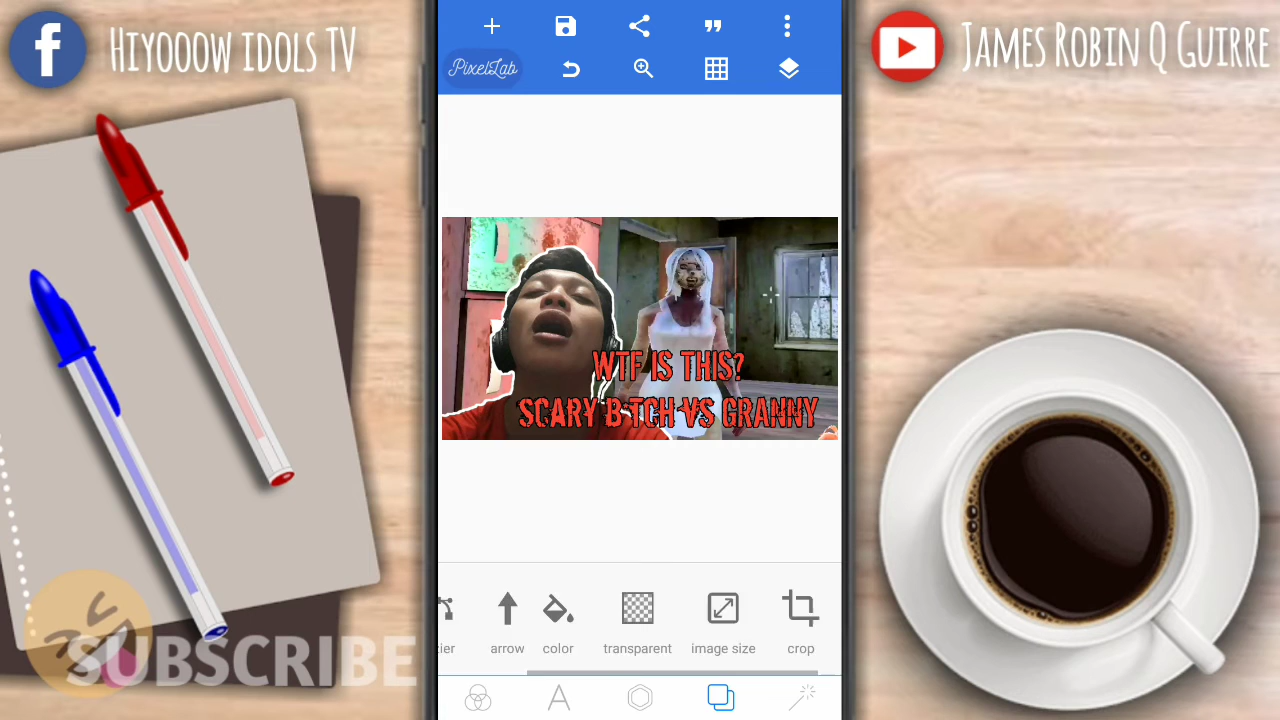 Hiyooow idols TV
James Robin Q Guirre
PixelLab
WTF IS THIS?
SCARY B TCH VS GRANNY
zier
arrow
color
transparent
image size
crop
SUBSCRIBE